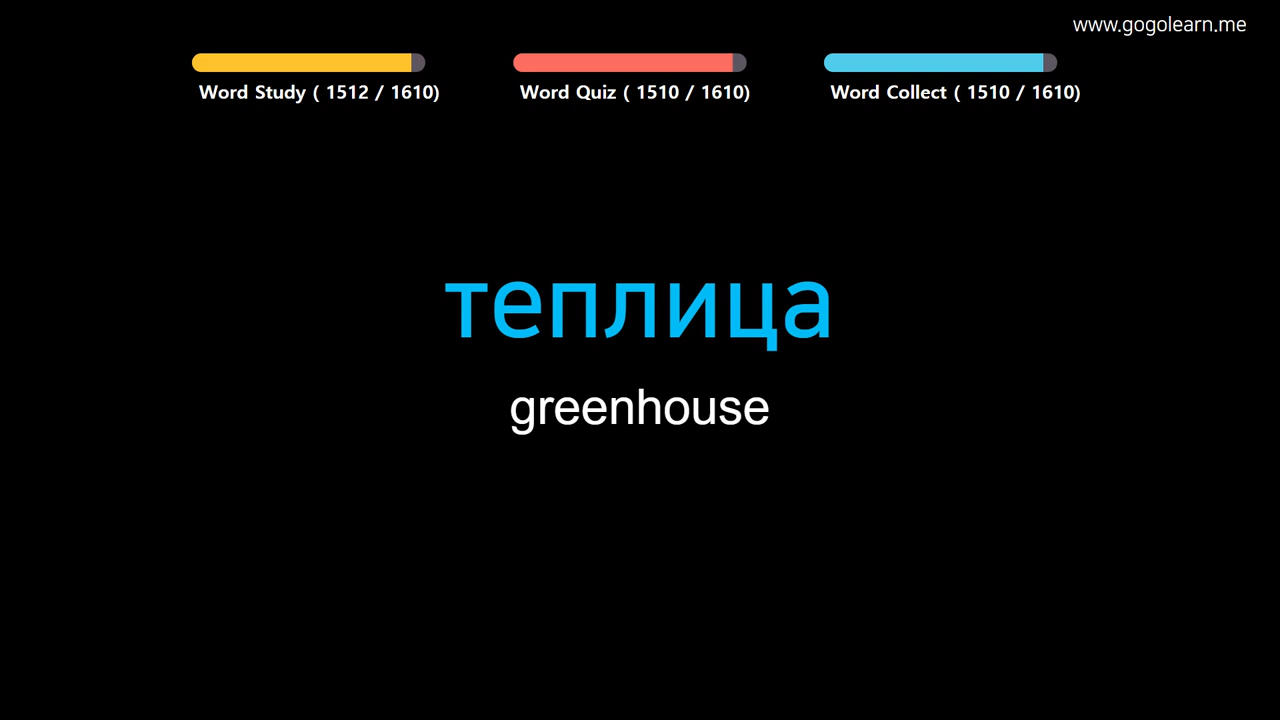 www.gogolearn.me
Word Study ( 1512 / 1610)
Word Quiz ( 1510 / 1610)
Word Collect ( 1510 / 1610)
теплица
greenhouse